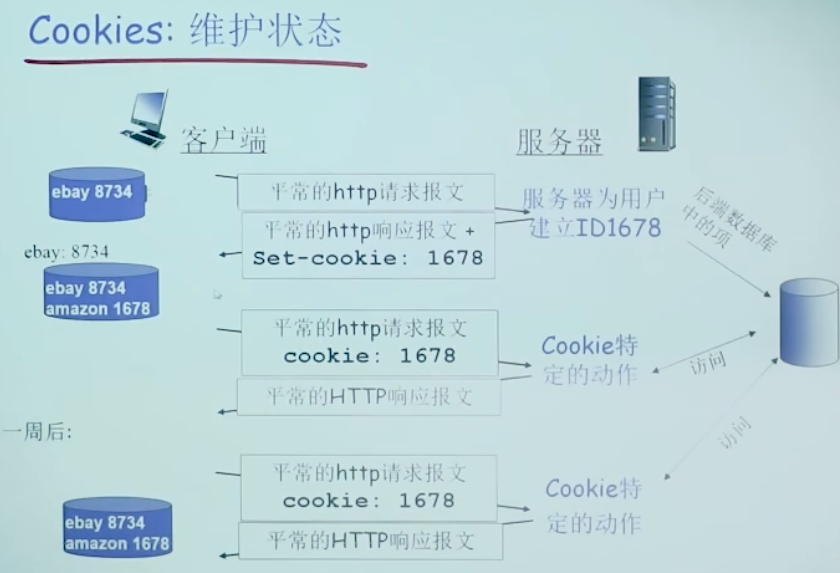 Cookies: 维护状态
客户端
服务器
ebay 8734
平常的http请求报文
服务器为用户
建立ID1678
后端数据库
中的项
平常的http响应报文 +
Set-cookie: 1678
ebay: 8734
ebay 8734
amazon 1678
平常的http请求报文
cookie: 1678
Cookie特
定的动作
访问
平常的HTTP响应报文
一周后:
访问
平常的http请求报文
cookie: 1678
Cookie特
定的动作
ebay 8734
amazon 1678
平常的HTTP响应报文